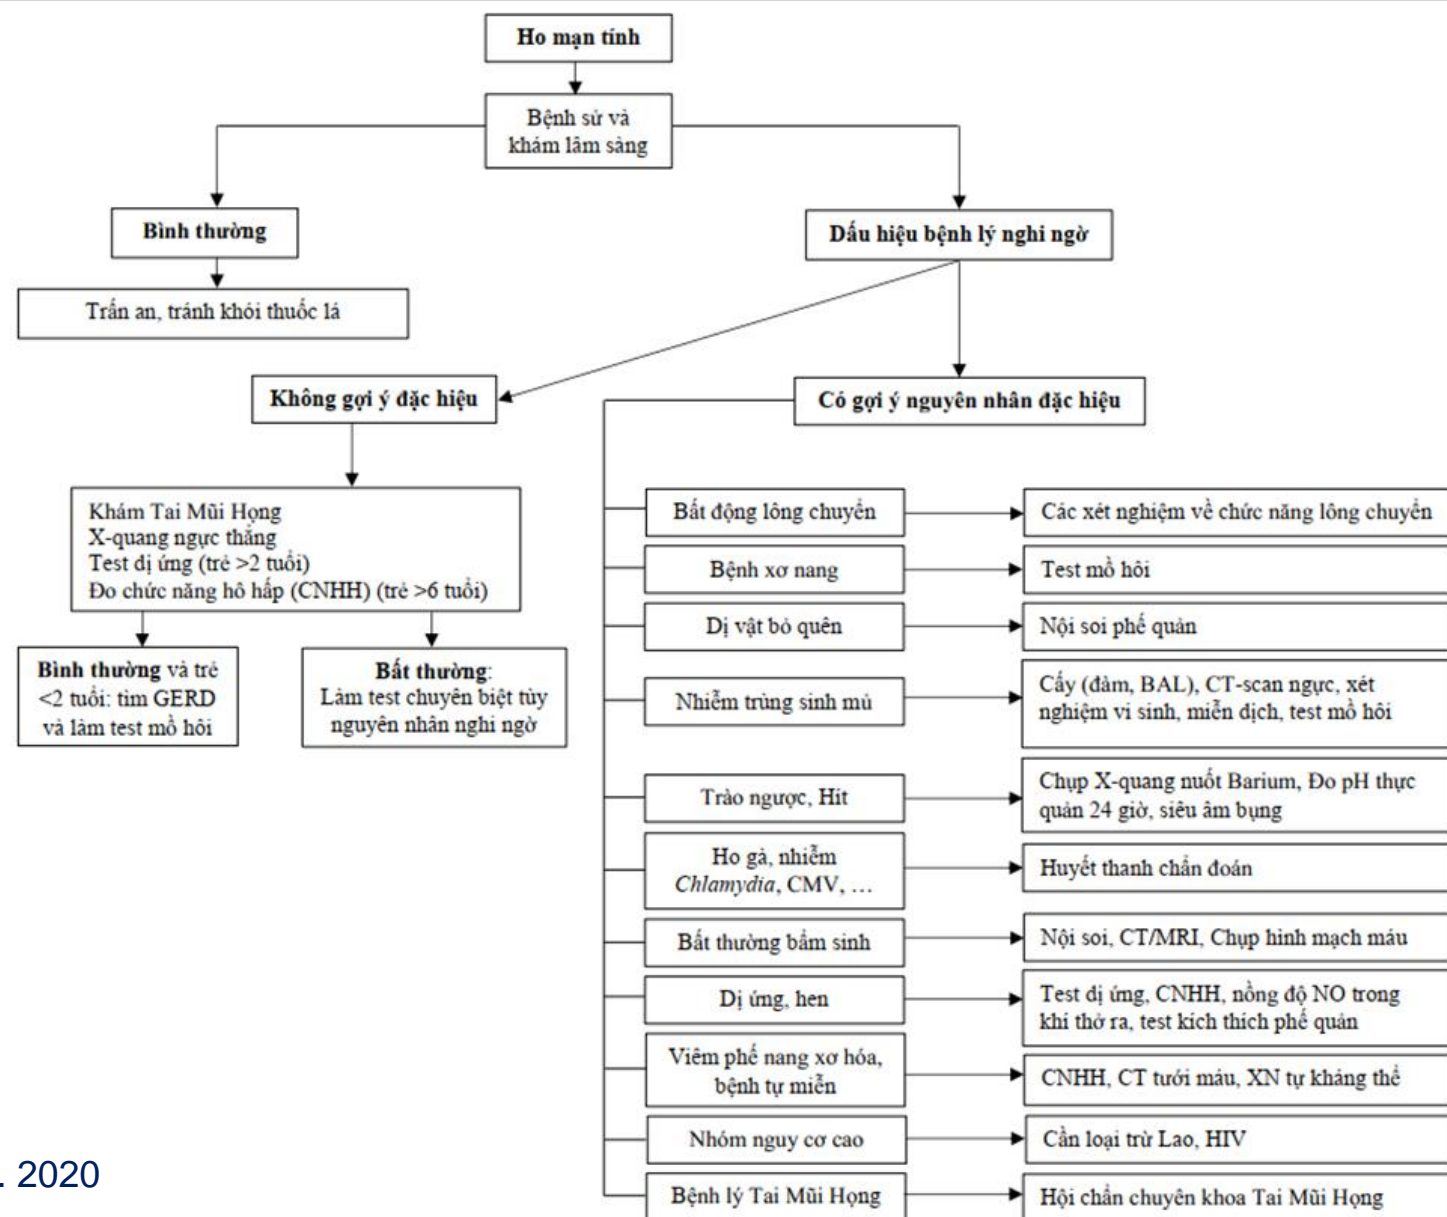 Ho mạn tính
Bệnh sử và
khám lâm sàng
Bình thường
Dấu hiệu bệnh lý nghi ngờ
Trấn an, tránh khói thuốc lá
Không gợi ý đặc hiệu
Có gợi ý nguyên nhân đặc hiệu
Khám Tai Mũi Họng
X-quang ngực thẳng
Test dị ứng (trẻ >2 tuổi)
Đo chức năng hô hấp (CNHH) (trẻ >6 tuổi)
Bình thường và trẻ
<2 tuổi: tìm GERD
và làm test mồ hôi
Bất thường:
Làm test chuyên biệt tùy
nguyên nhân nghi ngờ
Bất động lông chuyển
Các xét nghiệm về chức năng lông chuyển
Bệnh xơ nang
Test mồ hôi
Dị vật bỏ quên
Nội soi phế quản
Nhiễm trùng sinh mủ
Cấy (đàm, BAL), CT-scan ngực, xét
nghiệm vi sinh, miễn dịch, test mồ hôi
Trào ngược, Hít
Chụp X-quang nuốt Barium, Đo pH thực
quản 24 giờ, siêu âm bụng
Ho gà, nhiễm
Chlamydia, CMV, …
Huyết thanh chẩn đoán
Bất thường bẩm sinh
Nội soi, CT/MRI, Chụp hình mạch máu
Dị ứng, hen
Test dị ứng, CNHH, nồng độ NO trong
khí thở ra, test kích thích phế quản
Viêm phế nang xơ hóa,
bệnh tự miễn
CNHH, CT tưới máu, XN tự kháng thể
Nhóm nguy cơ cao
Cần loại trừ Lao, HIV
Bệnh lý Tai Mũi Họng
Hội chẩn chuyên khoa Tai Mũi Họng
. 2020